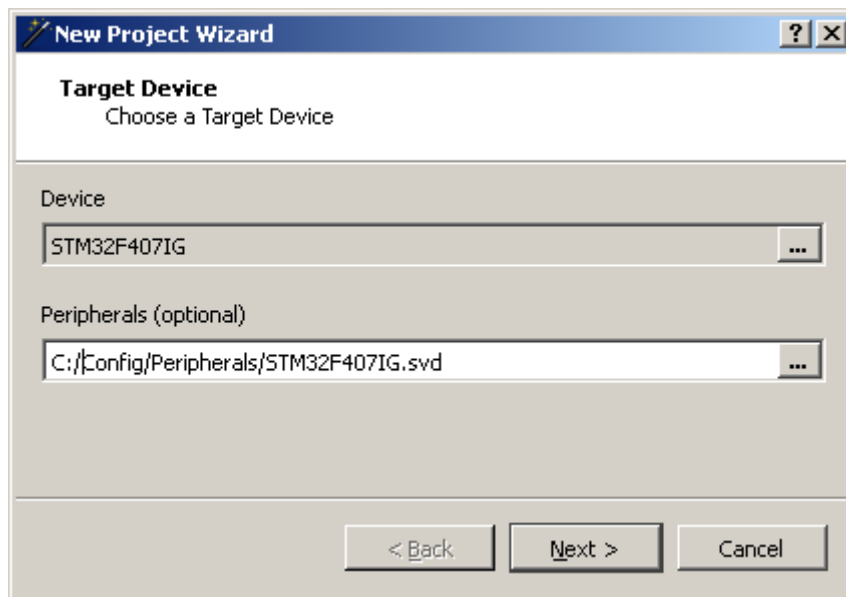 New Project Wizard
Target Device
Choose a Target Device
Device
STM32F407IG
...
Peripherals (optional)
C:/Config/Peripherals/STM32F407IG.svd
...
< Back
Next >
Cancel